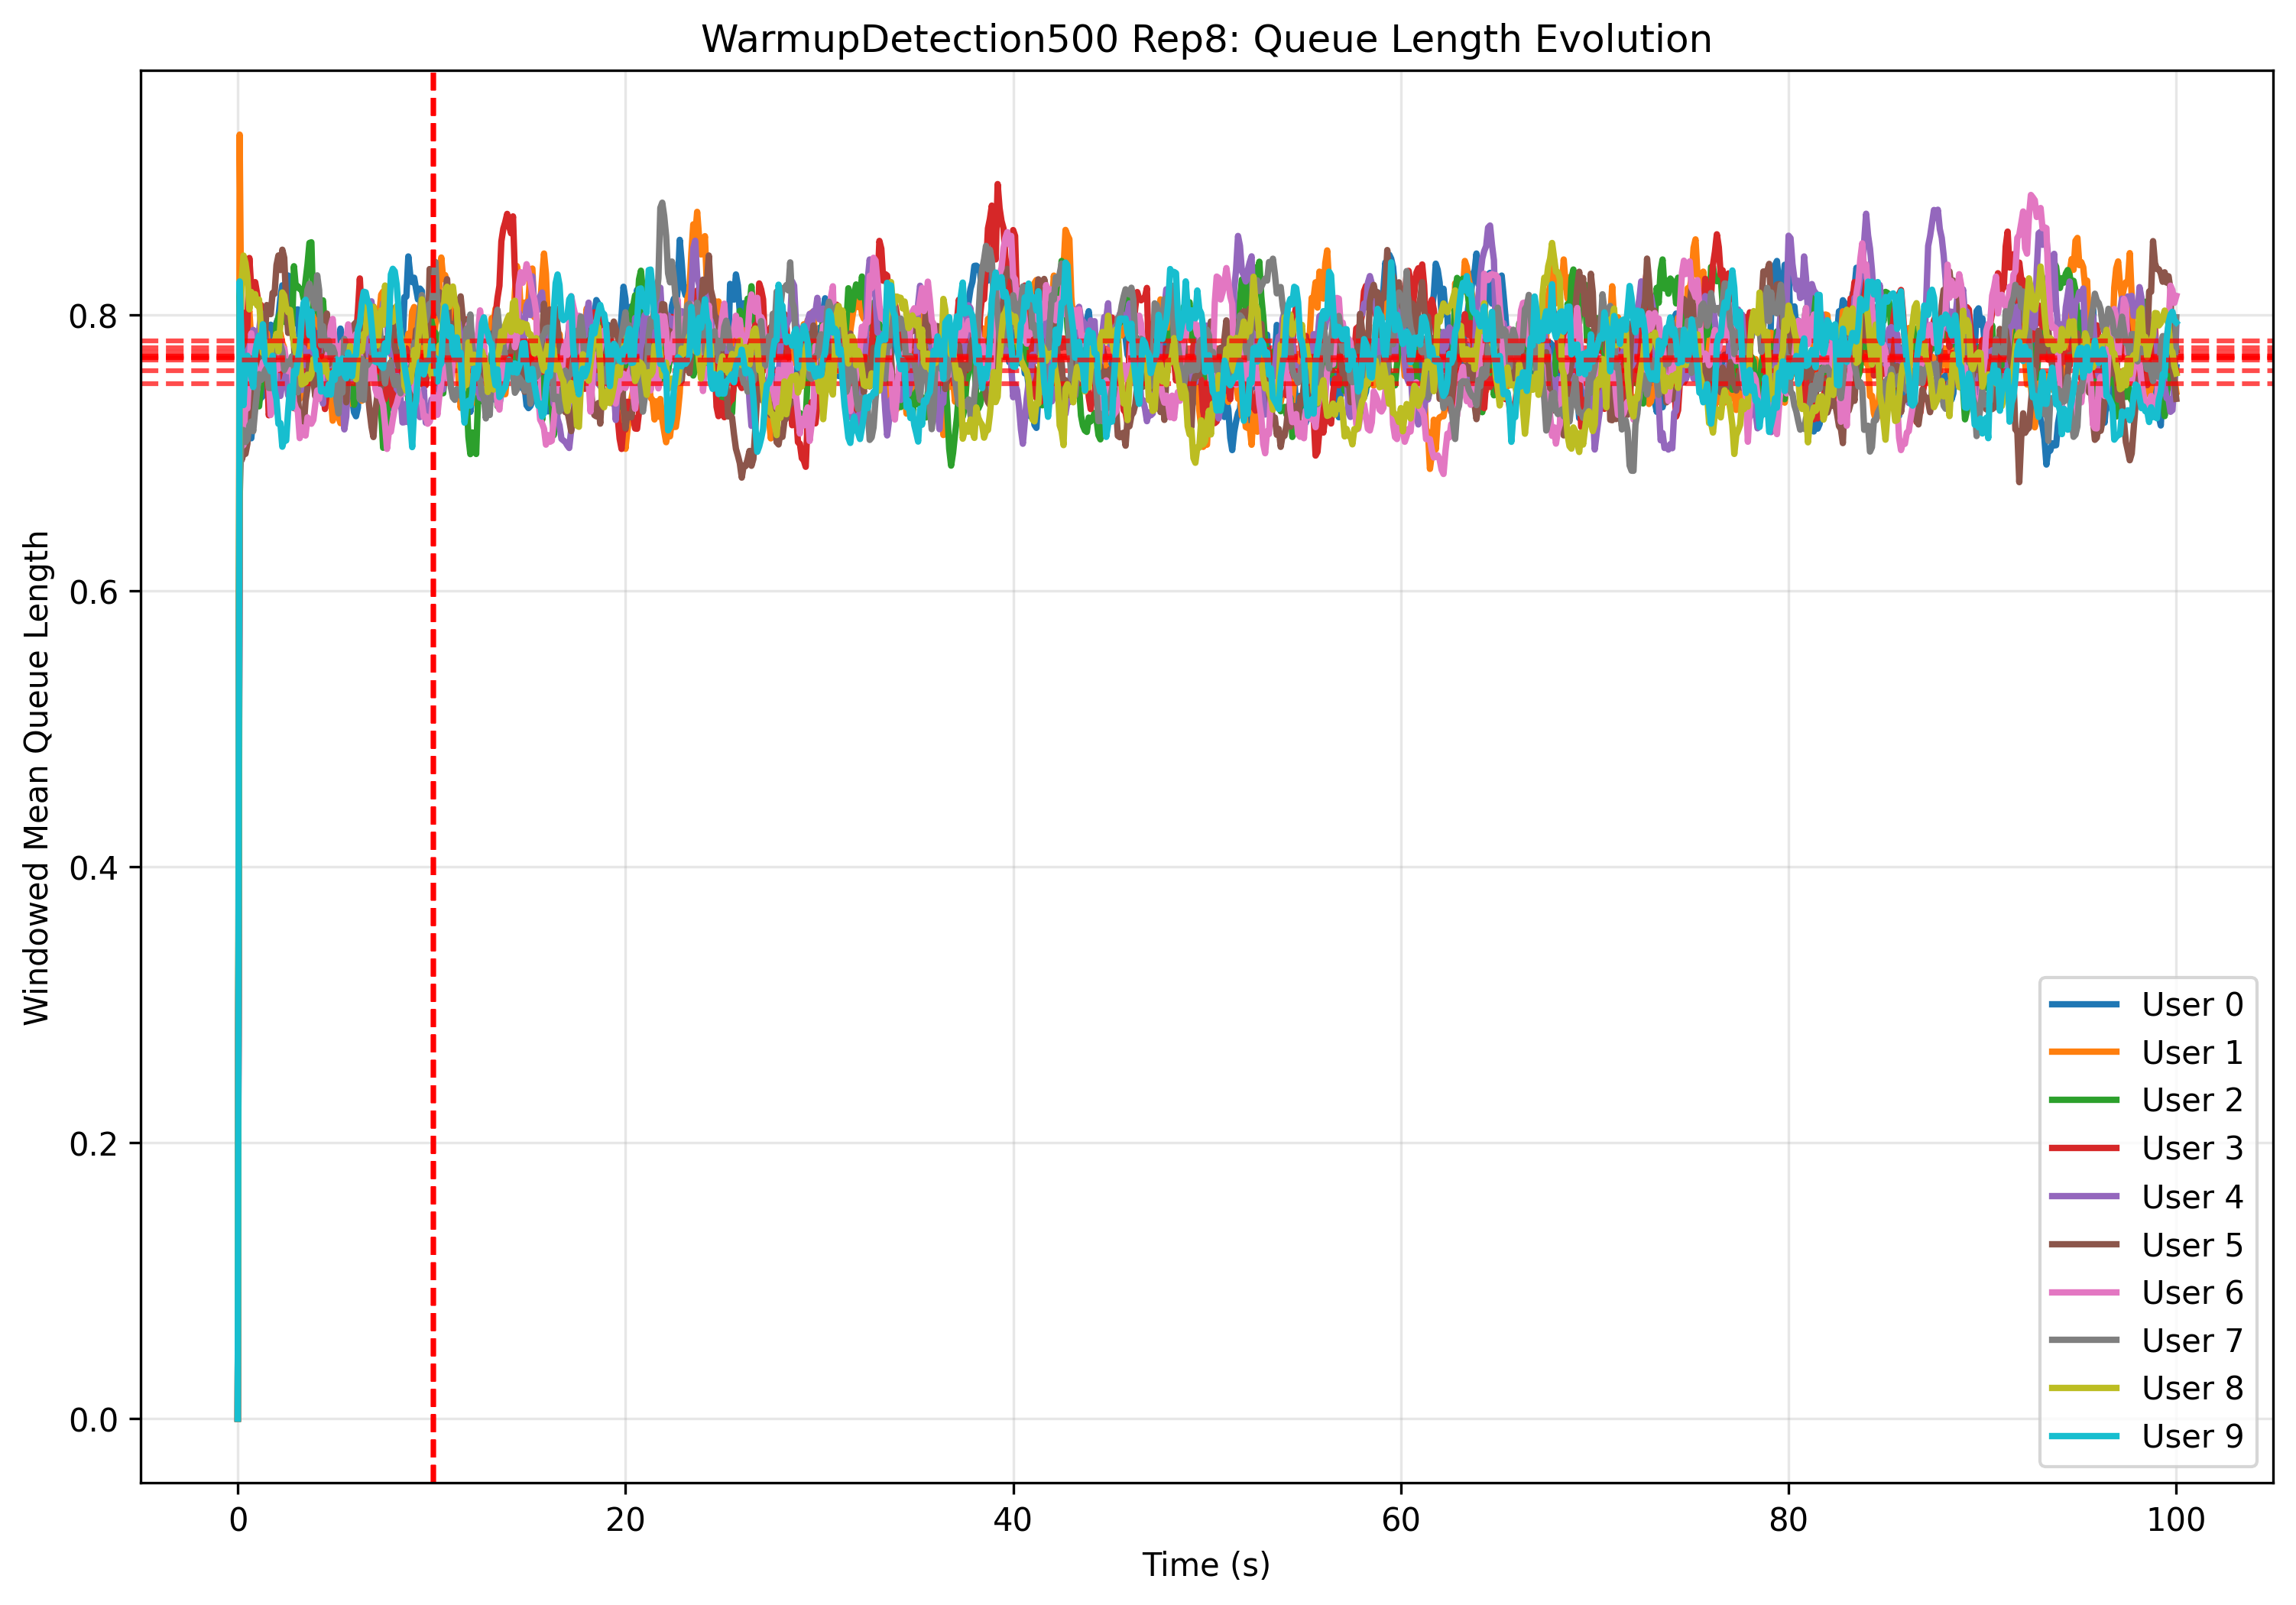 WarmupDetection500 Rep8: Queue Length Evolution
Windowed Mean Queue Length
0.8
0.6
0.4
0.2
0.0
0
20
40
60
80
100
Time (s)
User 0
User 1
User 2
User 3
User 4
User 5
User 6
User 7
User 8
User 9